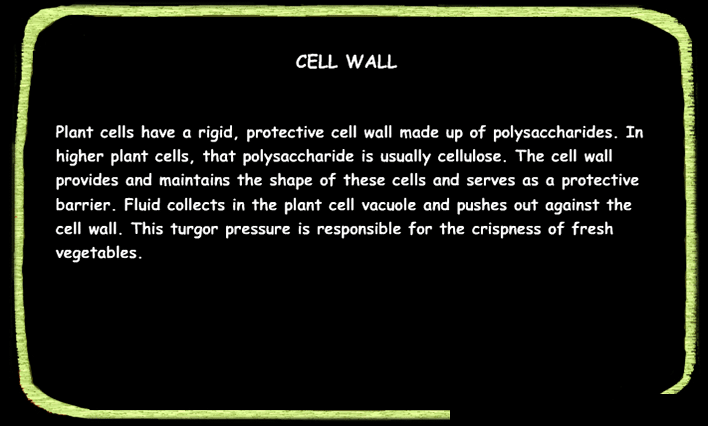 CELL WALL
Plant cells have a rigid, protective cell wall made up of polysaccharides. In
higher plant cells, that polysaccharide is usually cellulose. The cell wall
provides and maintains the shape of these cells and serves as a protective
barrier. Fluid collects in the plant cell vacuole and pushes out against the
cell wall. This turgor pressure is responsible for the crispness of fresh
vegetables.